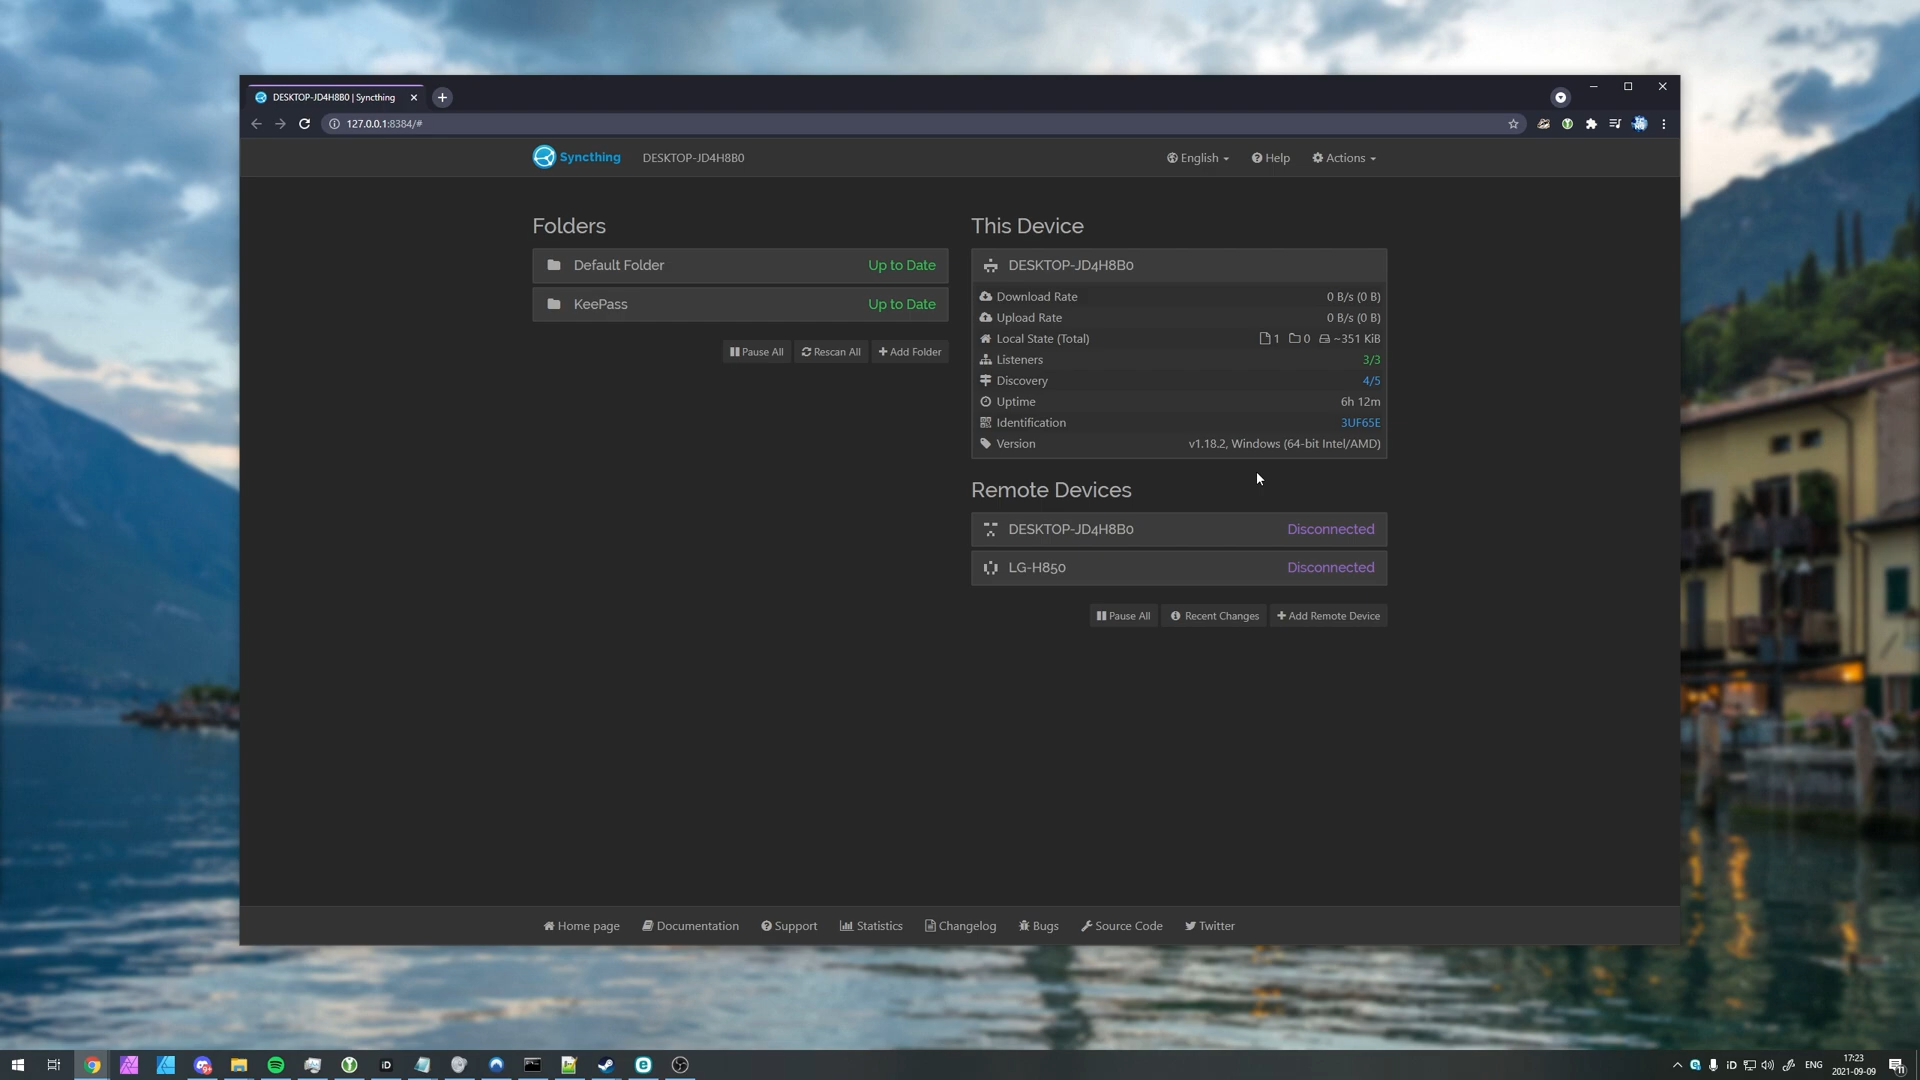 DESKTOP-JD4H8B0 | Syncthing
127.0.0.1:8384/#
Syncthing DESKTOP-JD4H8B0 English Help Actions
Folders
Default Folder Up to Date
KeePass Up to Date
Pause All Rescan All Add Folder
This Device
DESKTOP-JD4H8B0
Download Rate 0 B/s (0 B)
Upload Rate 0 B/s (0 B)
Local State (Total) 1 0 ~351 KiB
Listeners 3/3
Discovery 4/5
Uptime 6h 12m
Identification 3UF65E
Version v1.18.2, Windows (64-bit Intel/AMD)
Remote Devices
DESKTOP-JD4H8B0 Disconnected
LG-H850 Disconnected
Pause All Recent Changes Add Remote Device
Home page Documentation Support Statistics Changelog Bugs Source Code Twitter
iD
iD ENG 17:23
2021-09-09